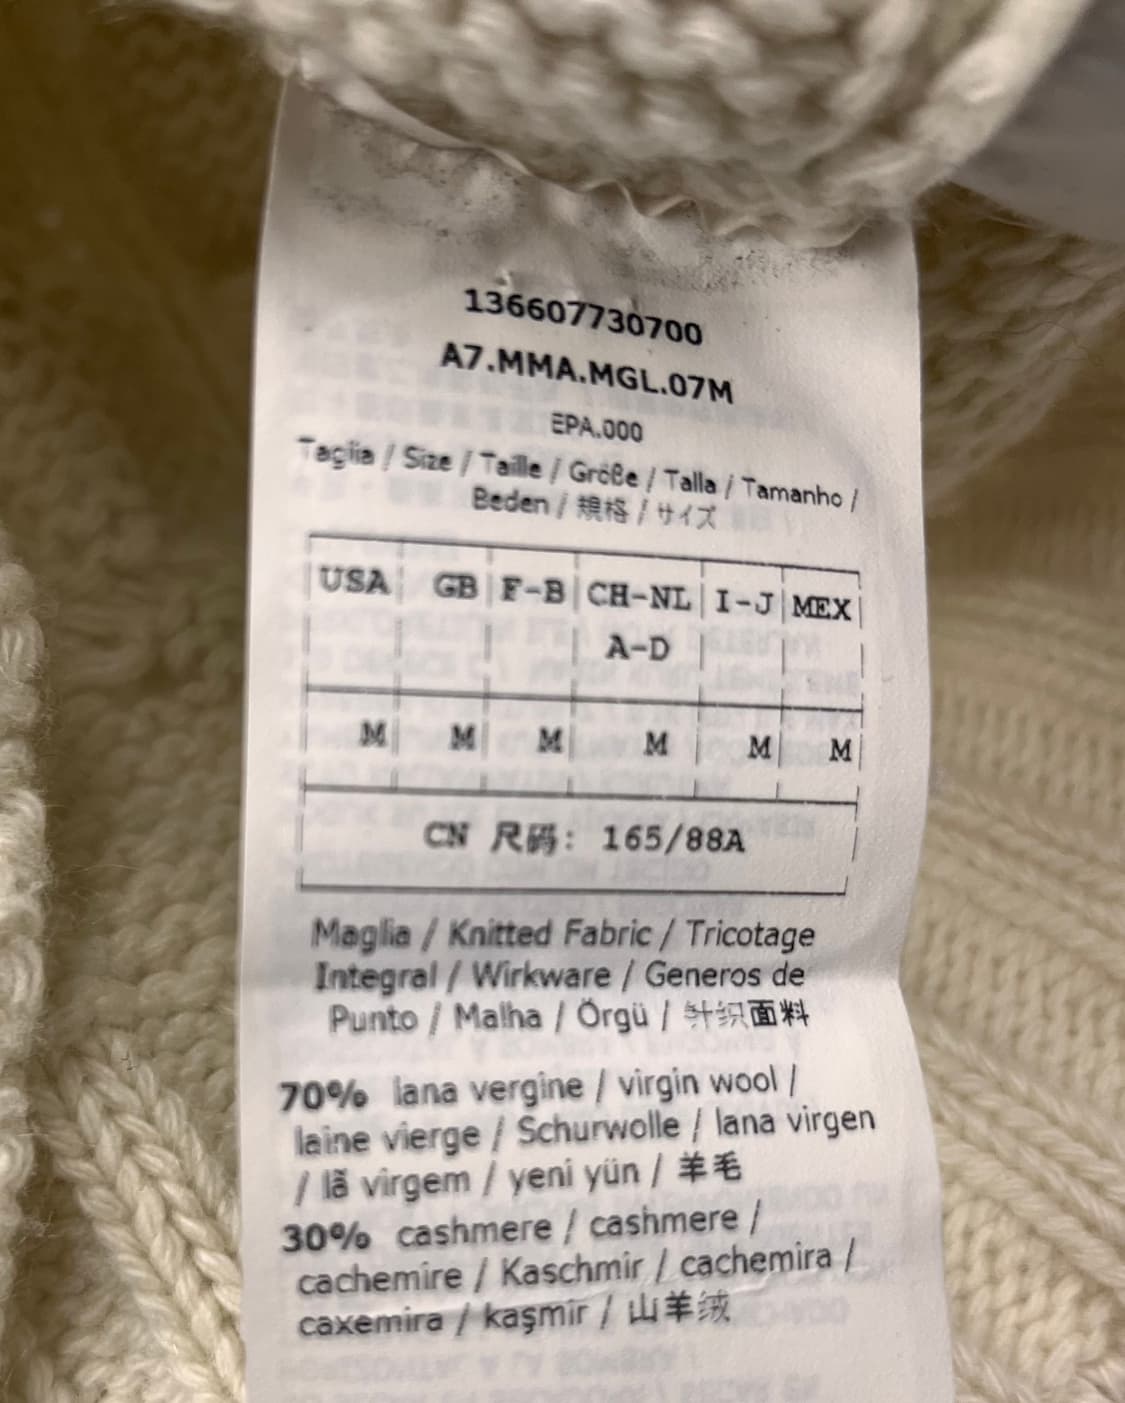 136607730700
A7.MMA.MGL.07M
EPA.000
Taglia / Size / Taille / Größe / Talla / Tamanho /
Beden / 規格 / サイズ
USA GB F-B CH-NL I-J MEX
A-D
M M M M M M
CN 尺码: 165/88A
Maglia / Knitted Fabric / Tricotage
Integral / Wirkware / Generos de
Punto / Malha / Örgü / 针织面料
70% lana vergine / virgin wool /
laine vierge / Schurwolle / lana virgen
/ lã virgem / yeni yün / 羊毛
30% cashmere / cashmere /
cachemire / Kaschmir / cachemira /
caxemira / kaşmir / 山羊绒